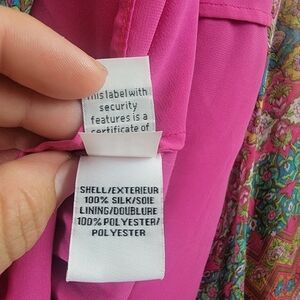 this label with
security
features is a
certificate of
SHELL/EXTERIEUR
100% SILK/SOIE
LINING/DOUBLURE
100% POLYESTER/
POLYESTER